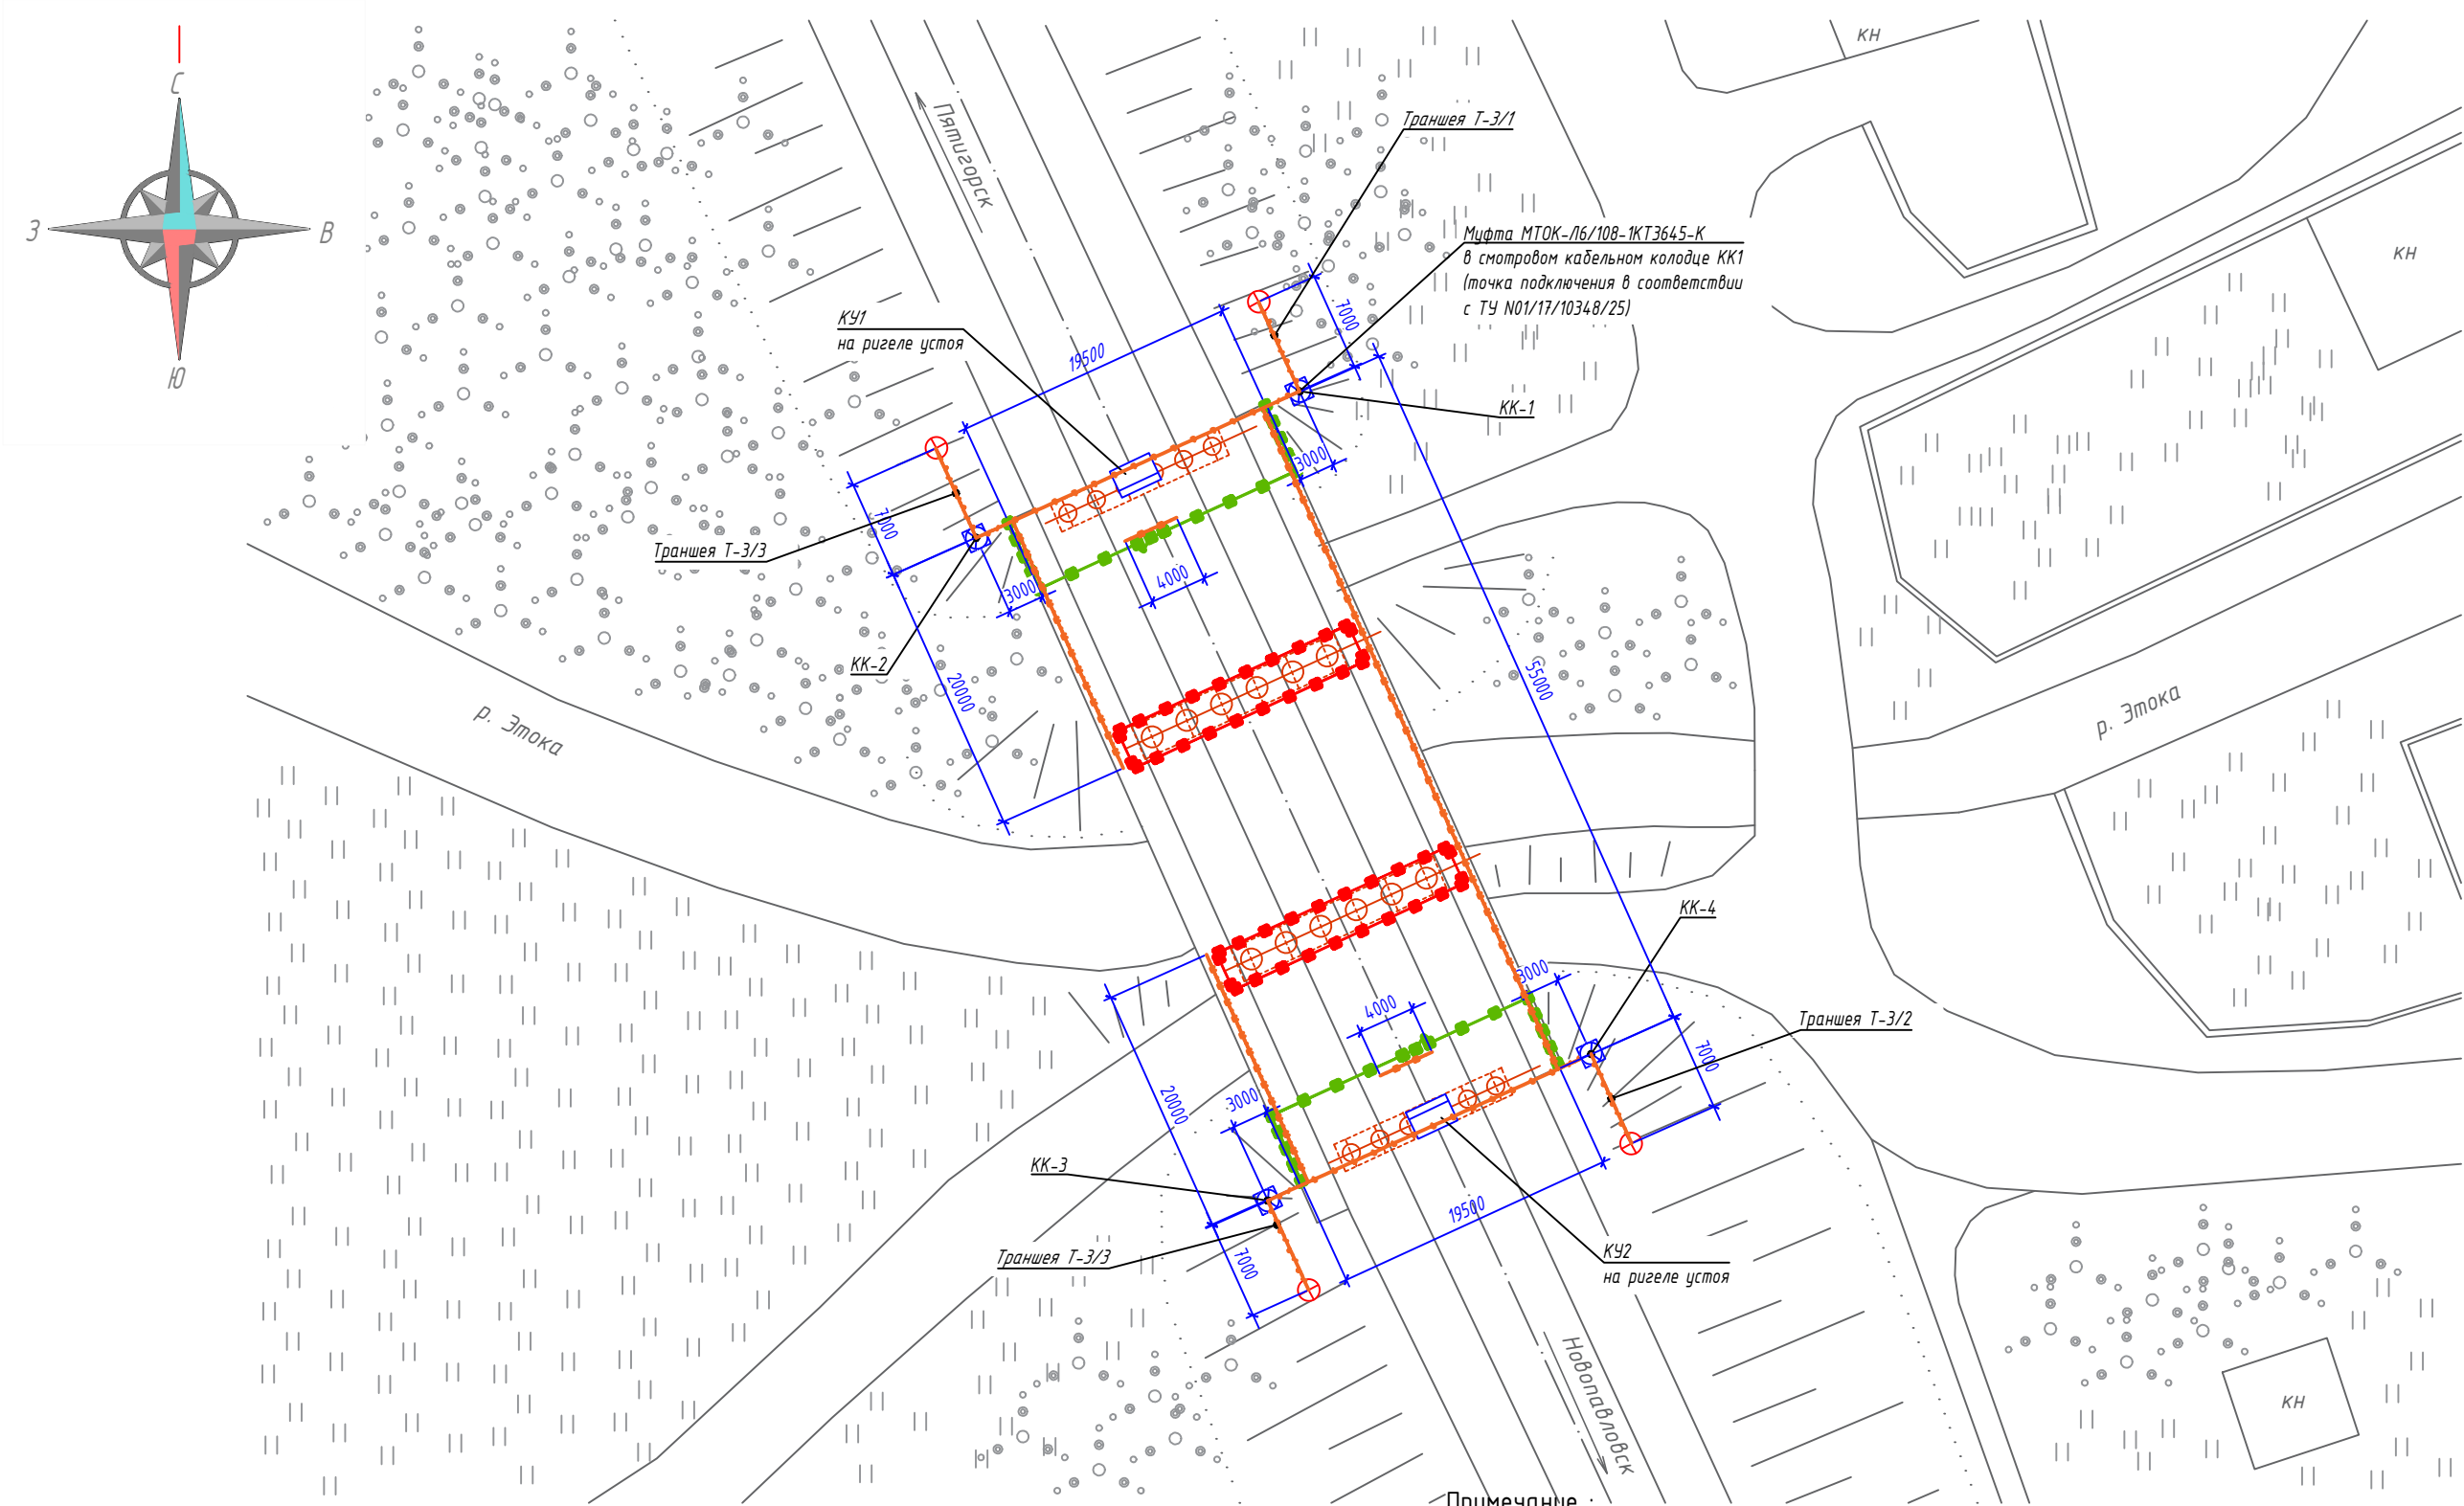 С
З
В
Ю
КН
Пятигорск
Траншея Т-3/1
Муфта МТОК-Л6/108-1КТ3645-К
в смотровом кабельном колодце КК1
(точка подключения в соответствии
с ТУ N01/17/10348/25)
КН
КУ1
на ригеле устоя
7000
19500
КК-1
3000
7000
Траншея Т-3/3
4000
3000
КК-2
20000
55000
р. Этока
р. Этока
КК-4
3000
4000
Траншея Т-3/2
7000
20000
3000
КК-3
19500
Траншея Т-3/3
7000
КУ2
на ригеле устоя
Новопавловск
КН
Примечание :